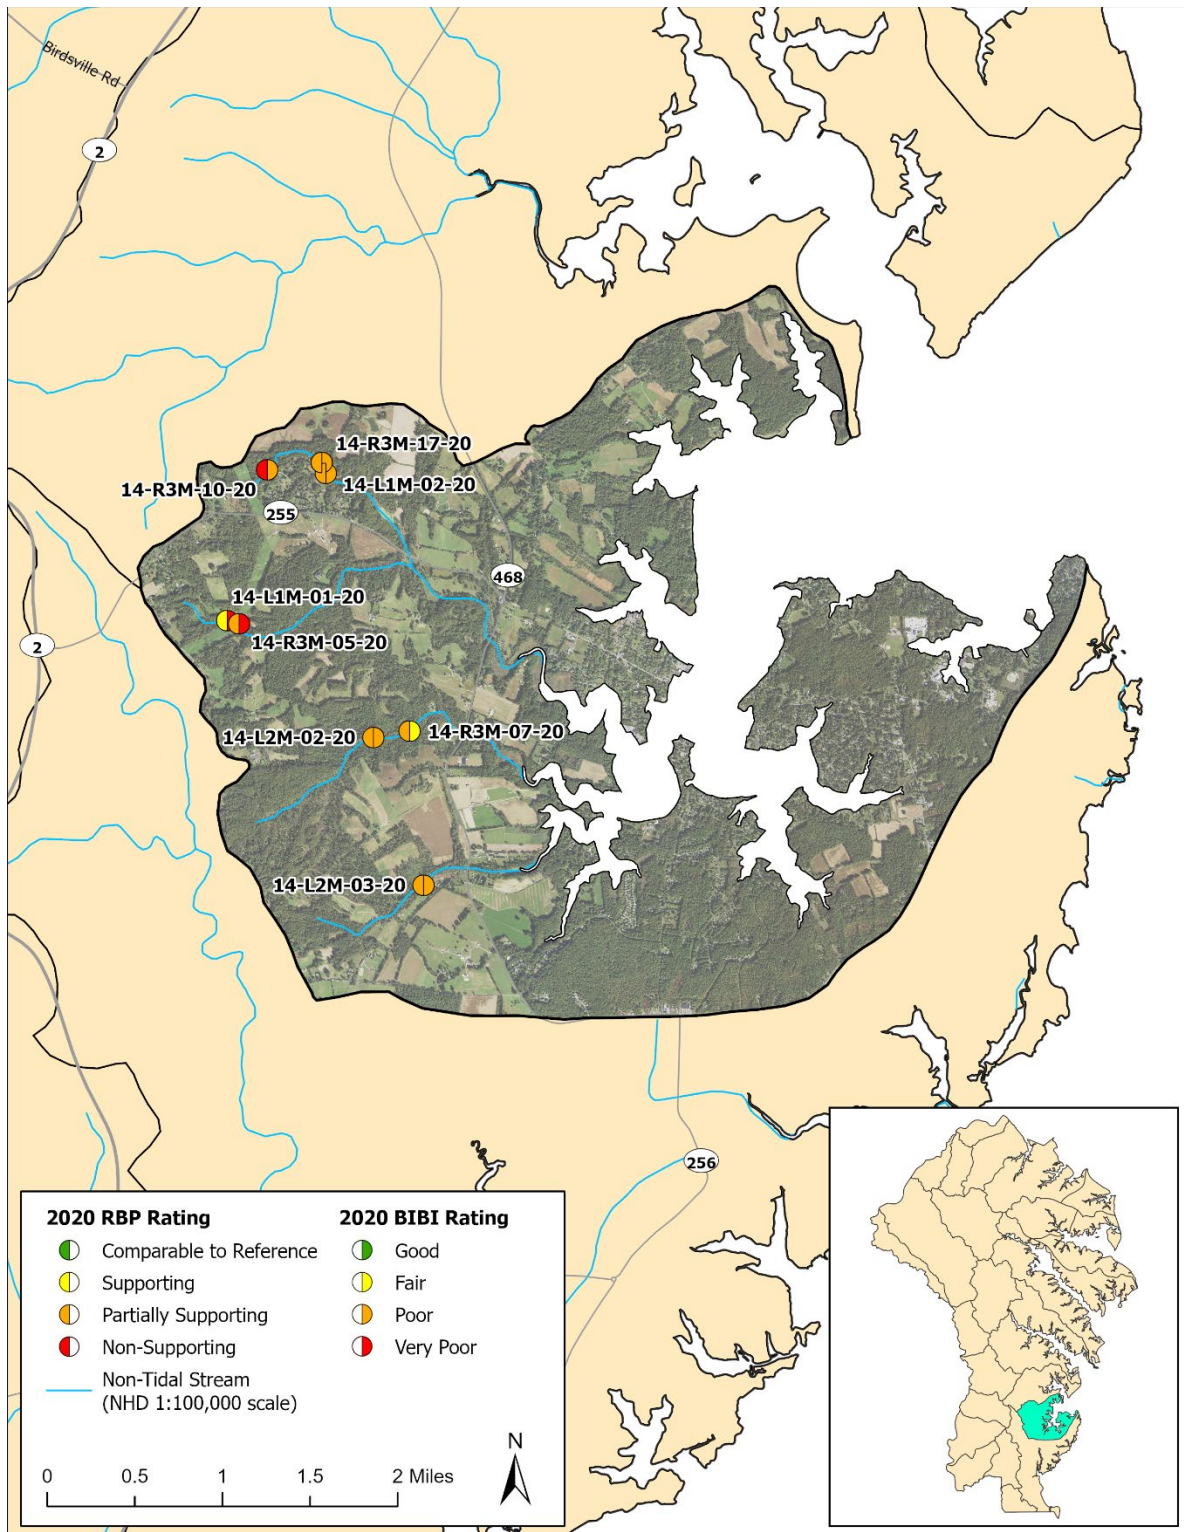 Birdsville Rd
2
14-R3M-17-20
14-R3M-10-20
14-L1M-02-20
255
468
14-L1M-01-20
14-R3M-05-20
2
14-L2M-02-20
14-R3M-07-20
14-L2M-03-20
256
2020 RBP Rating
Comparable to Reference
Supporting
Partially Supporting
Non-Supporting
Non-Tidal Stream
(NHD 1:100,000 scale)
2020 BIBI Rating
Good
Fair
Poor
Very Poor
0 0.5 1 1.5 2 Miles
N